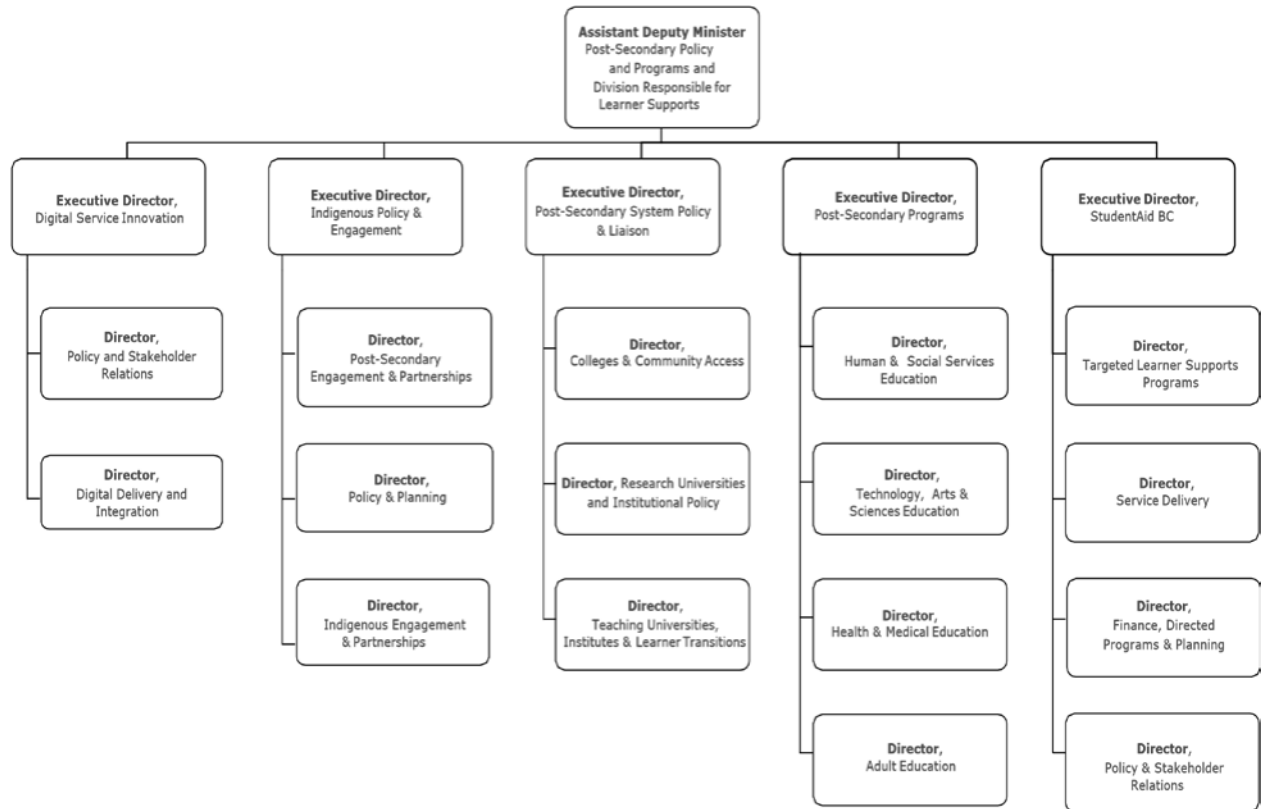 Assistant Deputy Minister
Post-Secondary Policy
and Programs and
Division Responsible for
Learner Supports
Executive Director,
Digital Service Innovation
Executive Director,
Indigenous Policy &
Engagement
Executive Director,
Post-Secondary System Policy
& Liaison
Executive Director,
Post-Secondary Programs
Executive Director,
StudentAid BC
Director,
Policy and Stakeholder
Relations
Director,
Post-Secondary
Engagement & Partnerships
Director,
Colleges & Community Access
Director,
Human & Social Services
Education
Director,
Targeted Learner Supports
Programs
Director,
Digital Delivery and
Integration
Director,
Policy & Planning
Director, Research Universities
and Institutional Policy
Director,
Technology, Arts &
Sciences Education
Director,
Service Delivery
Director,
Indigenous Engagement
& Partnerships
Director,
Teaching Universities,
Institutes & Learner Transitions
Director,
Health & Medical Education
Director,
Finance, Directed
Programs & Planning
Director,
Adult Education
Director,
Policy & Stakeholder
Relations